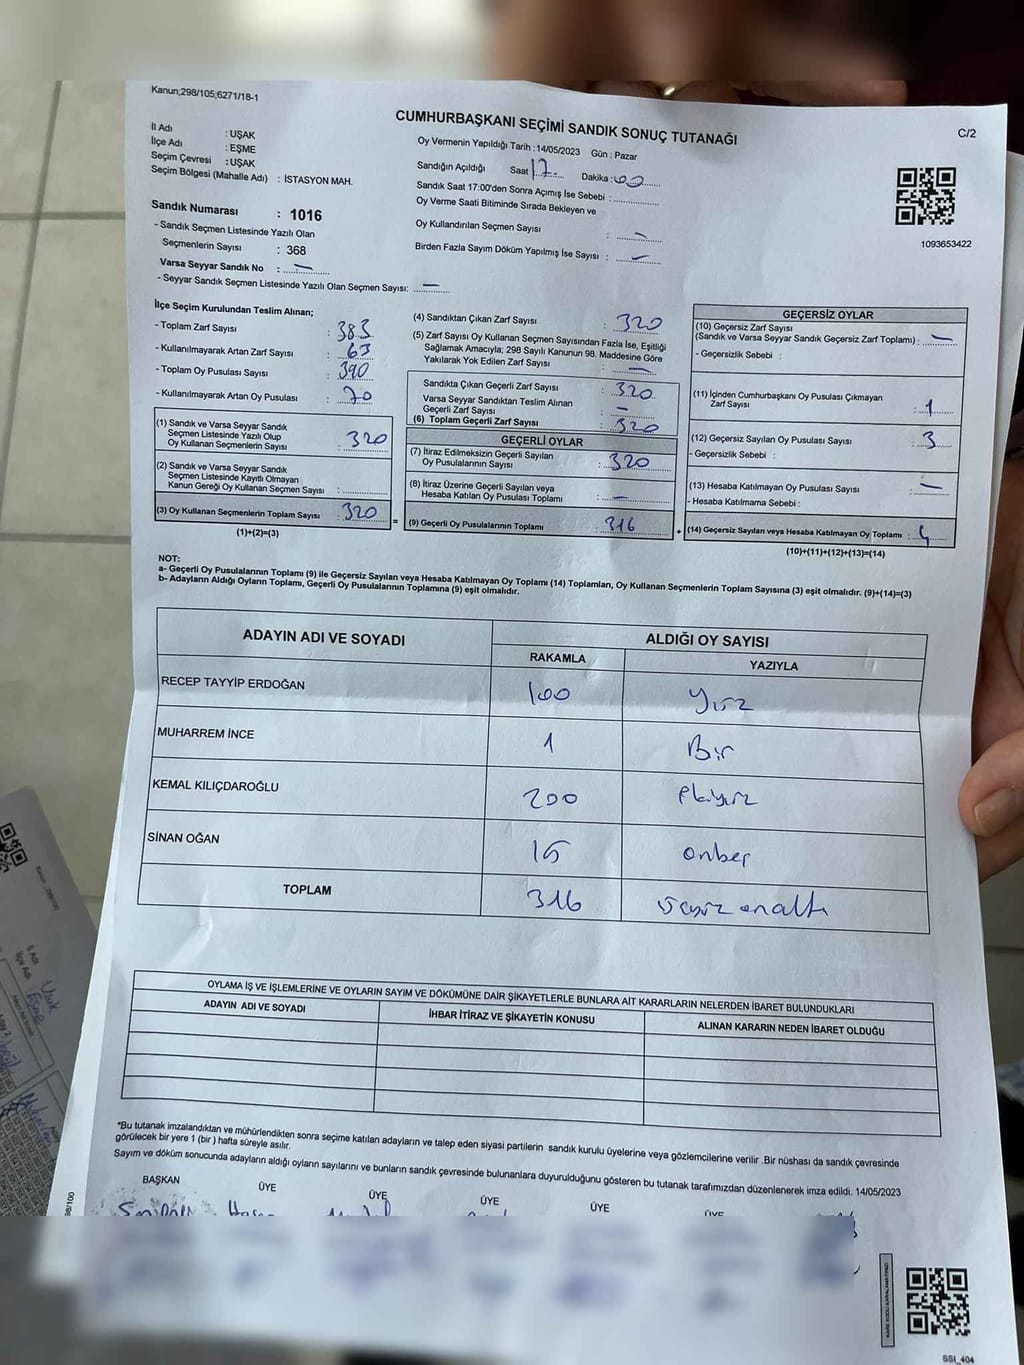 Kanun;298/105;6271/18-1
CUMHURBAŞKANI SEÇİMİ SANDIK SONUÇ TUTANAĞI
C/2
İl Adı : UŞAK
İlçe Adı : EŞME
Seçim Çevresi : UŞAK
Seçim Bölgesi (Mahalle Adı) : İSTASYON MAH.
Oy Vermenin Yapıldığı Tarih :14/05/2023 Gün : Pazar
Sandığın Açıldığı Saat 17. Dakika : 00
Sandık Saat 17:00'den Sonra Açımış İse Sebebi :
Oy Verme Saati Bitiminde Sırada Bekleyen ve
Oy Kullandırılan Seçmen Sayısı : —
Birden Fazla Sayım Döküm Yapılmış İse Sayısı : —
1093653422
Sandık Numarası : 1016
- Sandık Seçmen Listesinde Yazılı Olan
Seçmenlerin Sayısı : 368
Varsa Seyyar Sandık No : —
- Seyyar Sandık Seçmen Listesinde Yazılı Olan Seçmen Sayısı: —
İlçe Seçim Kurulundan Teslim Alınan;
- Toplam Zarf Sayısı : 383
- Kullanılmayarak Artan Zarf Sayısı : 63
- Toplam Oy Pusulası Sayısı : 390
- Kullanılmayarak Artan Oy Pusulası : 70
(1) Sandık ve Varsa Seyyar Sandık
Seçmen Listesinde Yazılı Olup
Oy Kullanan Seçmenlerin Sayısı : 320
(2) Sandık ve Varsa Seyyar Sandık
Seçmen Listesinde Kayıtlı Olmayan
Kanun Gereği Oy Kullanan Seçmen Sayısı :
(3) Oy Kullanan Seçmenlerin Toplam Sayısı : 320
(1)+(2)=(3)
=
(4) Sandıktan Çıkan Zarf Sayısı : 320
(5) Zarf Sayısı Oy Kullanan Seçmen Sayısından Fazla İse, Eşitliği
Sağlamak Amacıyla; 298 Sayılı Kanunun 98. Maddesine Göre
Yakılarak Yok Edilen Zarf Sayısı : —
Sandıkta Çıkan Geçerli Zarf Sayısı : 320
Varsa Seyyar Sandıktan Teslim Alınan
Geçerli Zarf Sayısı : —
(6) Toplam Geçerli Zarf Sayısı : 320
GEÇERLİ OYLAR
(7) İtiraz Edilmeksizin Geçerli Sayılan
Oy Pusulalarının Sayısı : 320
(8) İtiraz Üzerine Geçerli Sayılan veya
Hesaba Katılan Oy Pusulası Toplamı : —
(9) Geçerli Oy Pusulalarının Toplamı : 316
+
GEÇERSİZ OYLAR
(10) Geçersiz Zarf Sayısı
(Sandık ve Varsa Seyyar Sandık Geçersiz Zarf Toplamı) : —
- Geçersizlik Sebebi :
(11) İçinden Cumhurbaşkanı Oy Pusulası Çıkmayan
Zarf Sayısı : 1
(12) Geçersiz Sayılan Oy Pusulası Sayısı : 3
- Geçersizlik Sebebi :
(13) Hesaba Katılmayan Oy Pusulası Sayısı : —
- Hesaba Katılmama Sebebi :
(14) Geçersiz Sayılan veya Hesaba Katılmayan Oy Toplamı : 4
(10)+(11)+(12)+(13)=(14)
NOT:
a- Geçerli Oy Pusulalarının Toplamı (9) ile Geçersiz Sayılan veya Hesaba Katılmayan Oy Toplamı (14) Toplamları, Oy Kullanan Seçmenlerin Toplam Sayısına (3) eşit olmalıdır. (9)+(14)=(3)
b- Adayların Aldığı Oyların Toplamı, Geçerli Oy Pusulalarının Toplamına (9) eşit olmalıdır.
ADAYIN ADI VE SOYADI
ALDIĞI OY SAYISI
RAKAMLA YAZIYLA
RECEP TAYYİP ERDOĞAN 100 Yüz
MUHARREM İNCE 1 Bir
KEMAL KILIÇDAROĞLU 200 ikiyüz
SİNAN OĞAN 15 onbeş
TOPLAM 316 üçyüz onaltı
OYLAMA İŞ VE İŞLEMLERİNE VE OYLARIN SAYIM VE DÖKÜMÜNE DAİR ŞİKAYETLERLE BUNLARA AİT KARARLARIN NELERDEN İBARET BULUNDUKLARI
ADAYIN ADI VE SOYADI
İHBAR İTİRAZ VE ŞİKAYETİN KONUSU
ALINAN KARARIN NEDEN İBARET OLDUĞU
*Bu tutanak imzalandıktan ve mühürlendikten sonra seçime katılan adayların ve talep eden siyasi partilerin sandık kurulu üyelerine veya gözlemcilerine verilir .Bir nüshası da sandık çevresinde
görülecek bir yere 1 (bir ) hafta süreyle asılır.
Sayım ve döküm sonucunda adayların aldığı oyların sayılarını ve bunların sandık çevresinde bulunanlara duyurulduğunu gösteren bu tutanak tarafımızdan düzenlenerek imza edildi. 14/05/2023
BAŞKAN ÜYE ÜYE ÜYE ÜYE ÜYE
98/100
SSI_404
İl Adı Uşak
İlçe Adı Eşme